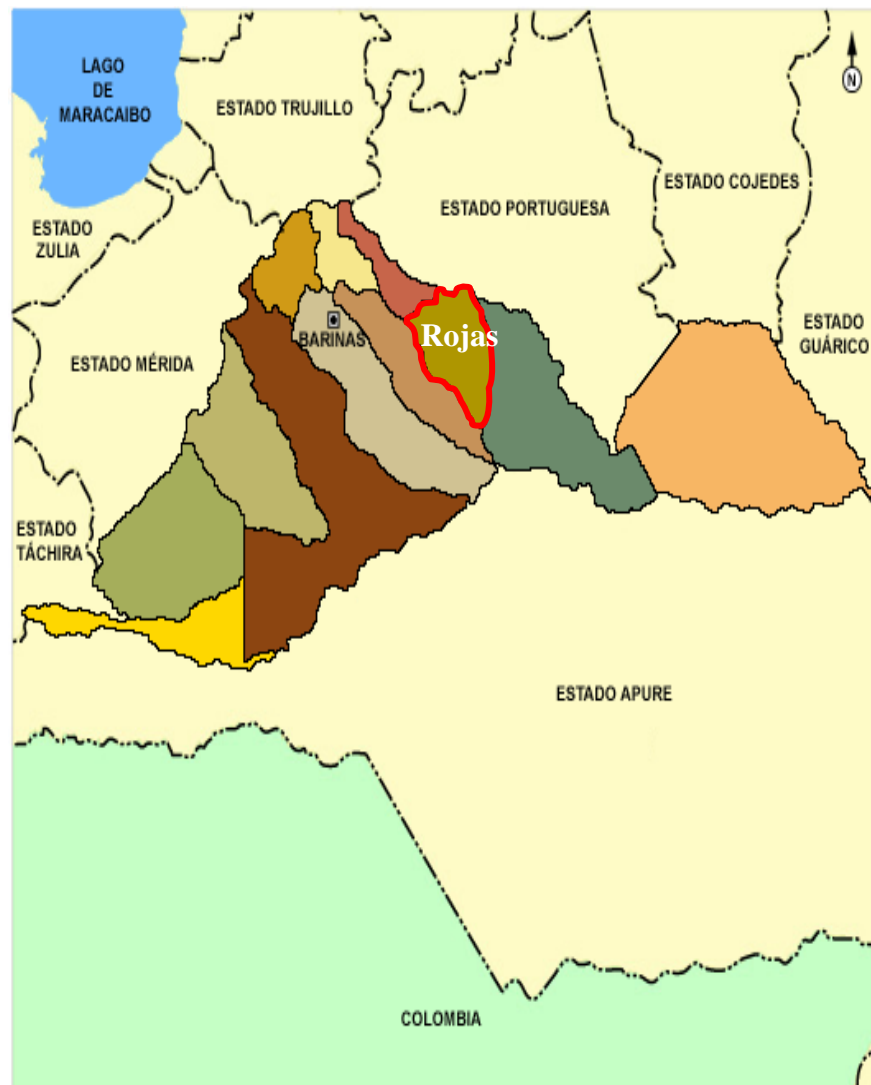 LAGO
DE
MARACAIBO
ESTADO TRUJILLO
N
ESTADO COJEDES
ESTADO PORTUGUESA
ESTADO
ZULIA
ESTADO
GUÁRICO
Rojas
BARINAS
ESTADO MÉRIDA
ESTADO
TÁCHIRA
ESTADO APURE
COLOMBIA